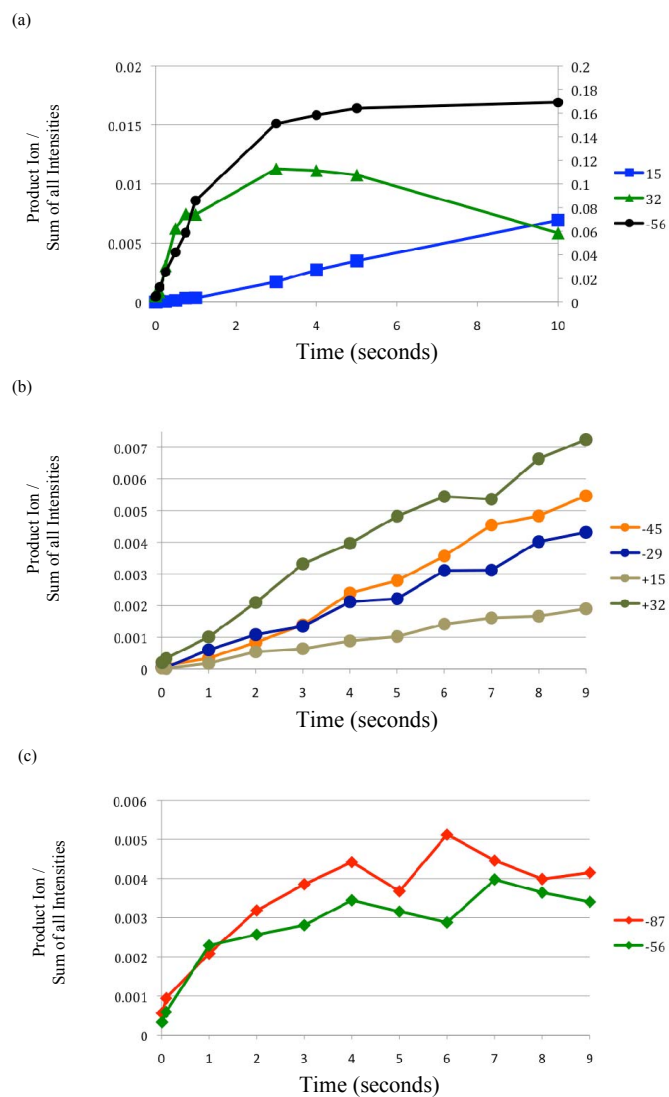 (a)
Product Ion /
Sum of all Intensities
0.02
0.015
0.01
0.005
0
0.2
0.18
0.16
0.14
0.12
0.1
0.08
0.06
0.04
0.02
0
0 2 4 6 8 10
Time (seconds)
15
32
-56
(b)
Product Ion /
Sum of all Intensities
0.007
0.006
0.005
0.004
0.003
0.002
0.001
0
0 1 2 3 4 5 6 7 8 9
Time (seconds)
-45
-29
+15
+32
(c)
Product Ion /
Sum of all Intensities
0.006
0.005
0.004
0.003
0.002
0.001
0
0 1 2 3 4 5 6 7 8 9
Time (seconds)
-87
-56